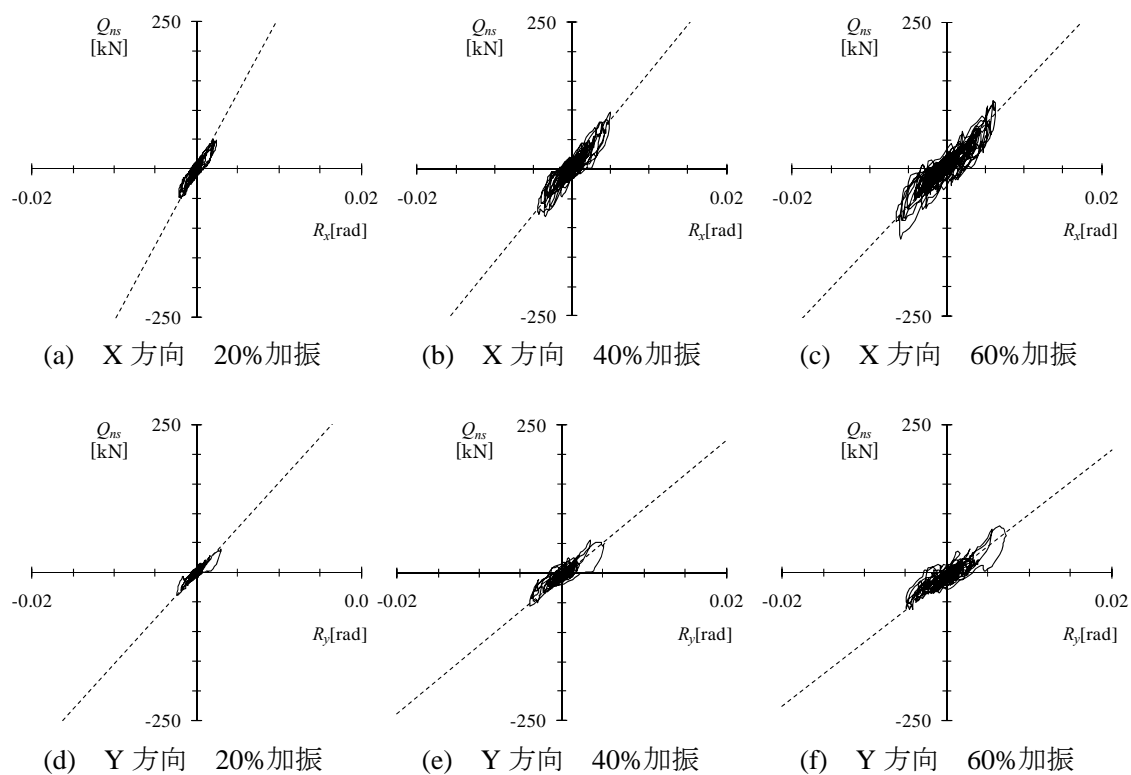 250
Q_ns
[kN]
-0.02
0.02
R_x[rad]
-250
(a) X 方向 20%加振
250
Q_ns
[kN]
-0.02
0.02
R_x[rad]
-250
(b) X 方向 40%加振
250
Q_ns
[kN]
-0.02
0.02
R_x[rad]
-250
(c) X 方向 60%加振
250
Q_ns
[kN]
-0.02
0.0
R_y[rad]
-250
(d) Y 方向 20%加振
250
Q_ns
[kN]
-0.02
0.02
R_y[rad]
-250
(e) Y 方向 40%加振
250
Q_ns
[kN]
-0.02
0.02
R_y[rad]
-250
(f) Y 方向 60%加振